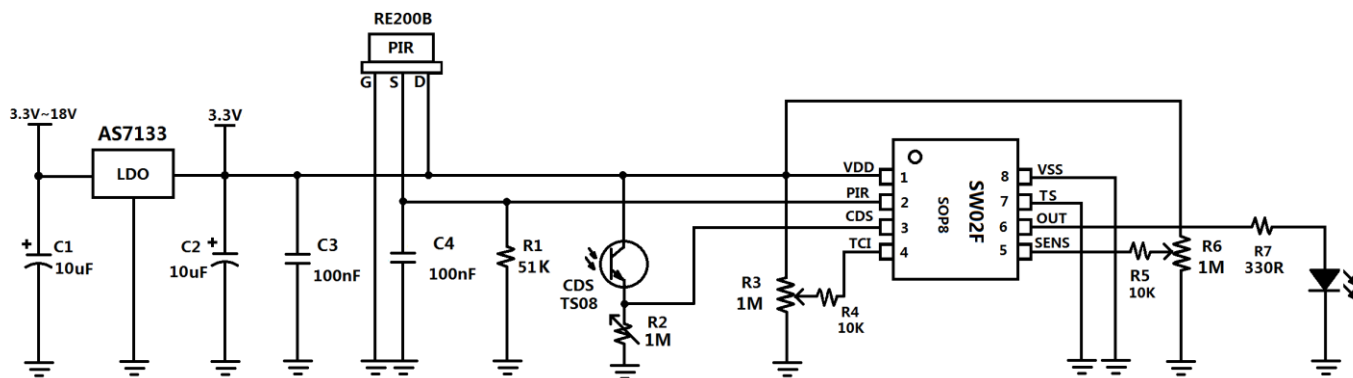 RE200B
PIR
G S D
3.3V~18V
AS7133
3.3V
LDO
VDD
PIR
CDS
TCI
1
2
3
4
SOP8
SW02F
8
7
6
5
VSS
TS
OUT
SENS
+
C1
10uF
C2
+
10uF
C3
100nF
C4
100nF
R1
51K
CDS
TS08
R2
1M
R3
1M
R4
10K
R5
10K
R6
1M
R7
330R